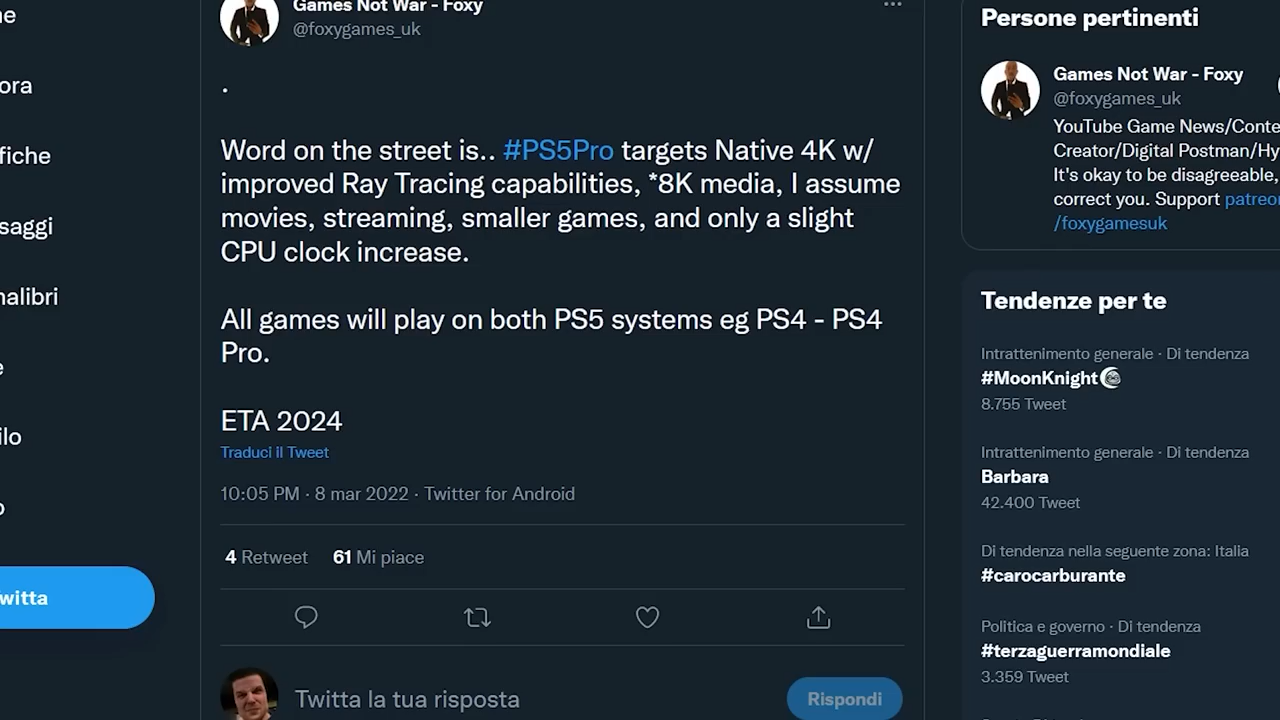 me
ora
fiche
saggi
nalibri
lo
witta
Games Not War - Foxy
@foxygames_uk
.
Word on the street is.. #PS5Pro targets Native 4K w/
improved Ray Tracing capabilities, *8K media, I assume
movies, streaming, smaller games, and only a slight
CPU clock increase.
All games will play on both PS5 systems eg PS4 - PS4
Pro.
ETA 2024
Traduci il Tweet
10:05 PM · 8 mar 2022 · Twitter for Android
4 Retweet 61 Mi piace
Twitta la tua risposta
Rispondi
Persone pertinenti
Games Not War - Foxy
@foxygames_uk
YouTube Game News/Conte
Creator/Digital Postman/Hy
It's okay to be disagreeable,
correct you. Support patreo
/foxygamesuk
Tendenze per te
Intrattenimento generale · Di tendenza
#MoonKnight
8.755 Tweet
Intrattenimento generale · Di tendenza
Barbara
42.400 Tweet
Di tendenza nella seguente zona: Italia
#carocarburante
Politica e governo · Di tendenza
#terzaguerramondiale
3.359 Tweet